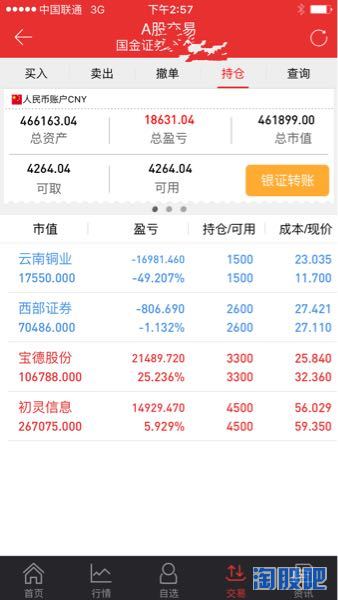 中国联通 3G 下午2:57
A股交易
国金证券
买入 卖出 撤单 持仓 查询
人民币账户CNY
466163.04 18631.04 461899.00
总资产 总盈亏 总市值
4264.04 4264.04
可取 可用 银证转账
市值 盈亏 持仓/可用 成本/现价
云南铜业 -16981.460 1500 23.035
17550.000 -49.207% 1500 11.700
西部证券 -806.690 2600 27.421
70486.000 -1.132% 2600 27.110
宝德股份 21489.720 3300 25.840
106788.000 25.236% 3300 32.360
初灵信息 14929.470 4500 56.029
267075.000 5.929% 4500 59.350
首页 行情 自选 交易 资讯
淘股吧